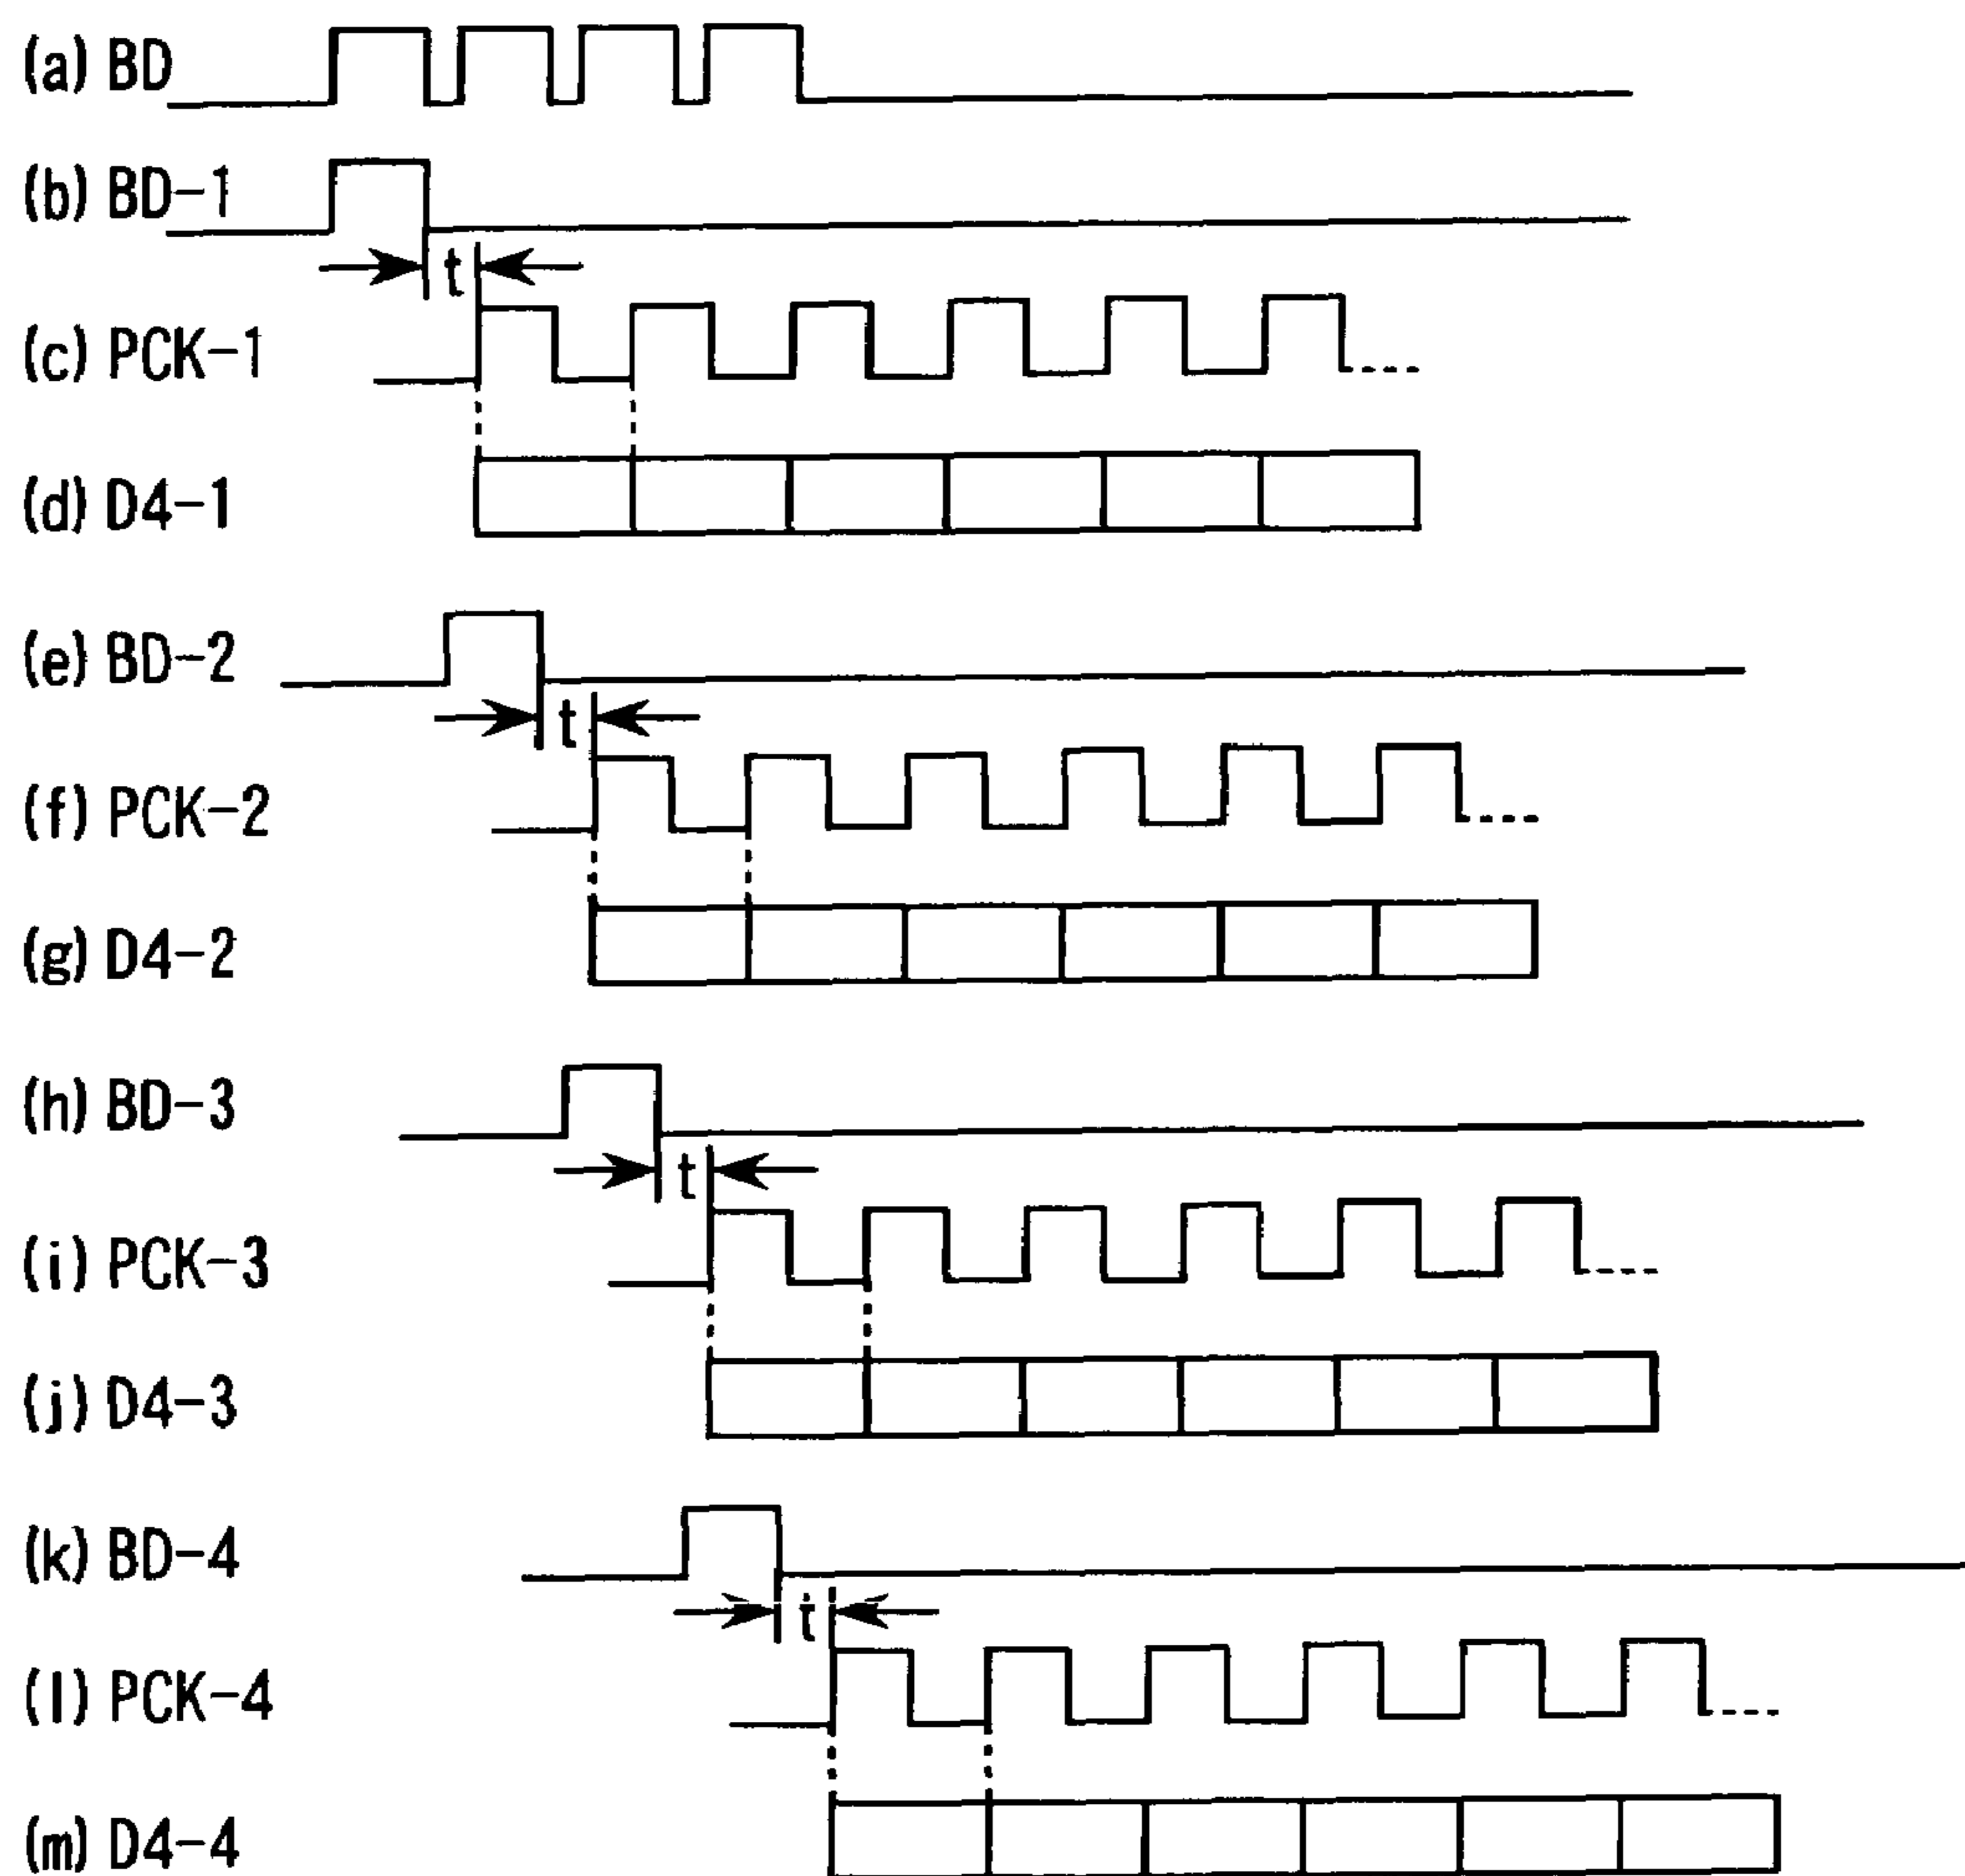 (a) BD
(b) BD-1
t
(c) PCK-1
(d) D4-1
(e) BD-2
t
(f) PCK-2
(g) D4-2
(h) BD-3
t
(i) PCK-3
(j) D4-3
(k) BD-4
t
(l) PCK-4
(m) D4-4